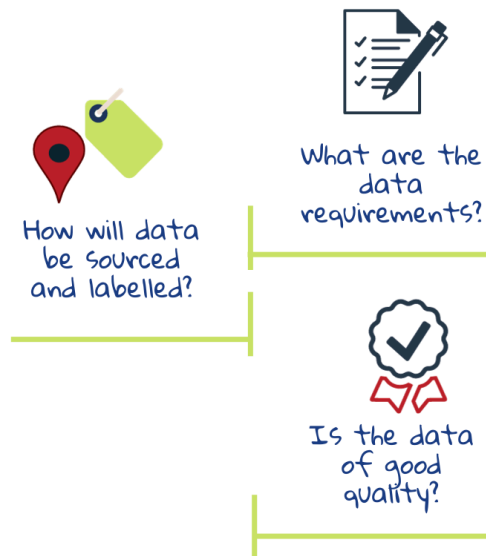 What are the
data
requirements?
How will data
be sourced
and labelled?
Is the data
of good
quality?